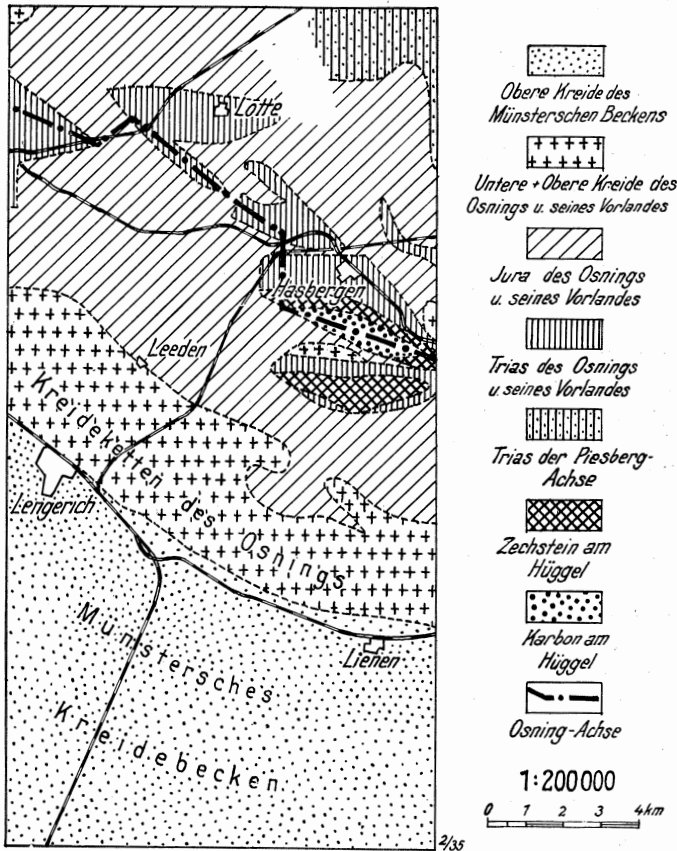 Lotte
Hasbergen
Leeden
Kreideketten des Osnings
Lengerich
Lienen
Münstersches
Kreidebecken
Obere Kreide des
Münsterschen Beckens
Untere + Obere Kreide des
Osnings u. seines Vorlandes
Jura des Osnings
u. seines Vorlandes
Trias des Osnings
u. seines Vorlandes
Trias der Piesberg-
Achse
Zechstein am
Hüggel
Karbon am
Hüggel
Osning-Achse
1:200000
0 1 2 3 4km
2/35